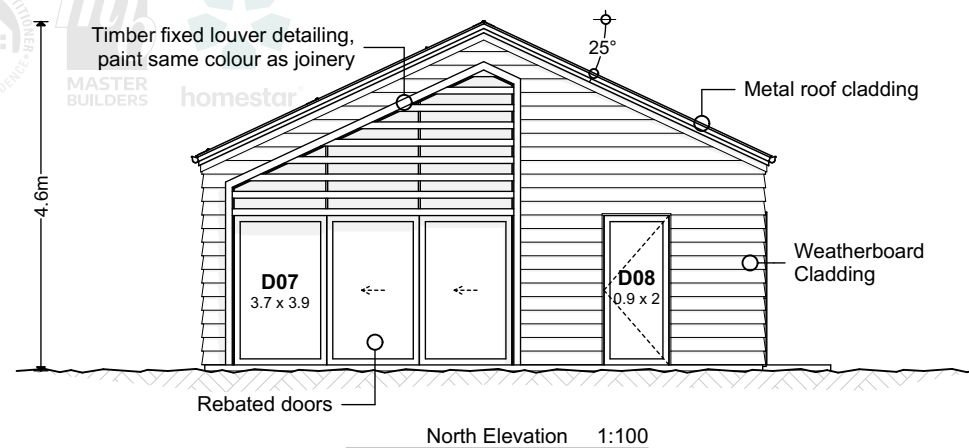 Timber fixed louver detailing,
paint same colour as joinery
MASTER
BUILDERS
homestar
25°
Metal roof cladding
4.6m
Weatherboard
Cladding
D07
3.7 x 3.9
D08
0.9 x 2
Rebated doors
North Elevation 1:100